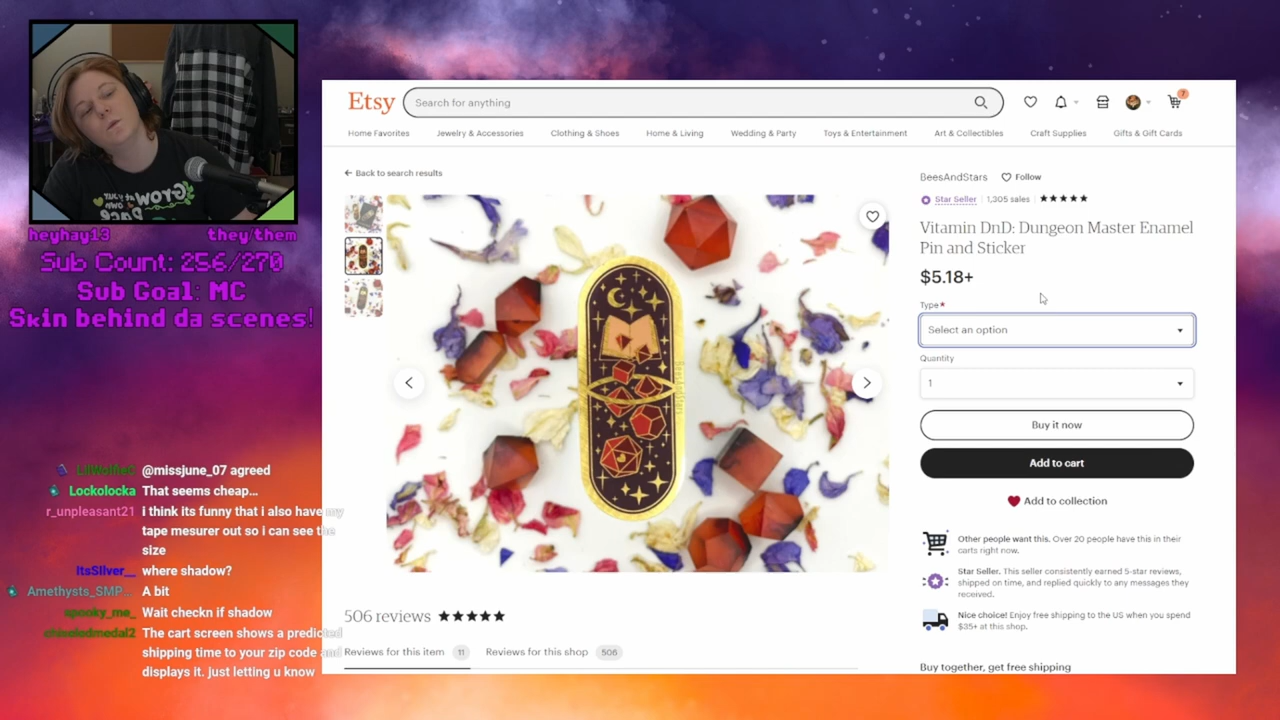 heyhay13
they/them
Sub Count: 256/270
Sub Goal: MC
Skin behind da scenes!
LilWolfieC @missjune_07 agreed
Lockolocka That seems cheap...
r_unpleasant21 i think its funny that i also have my
tape mesurer out so i can see the
size
ItsSIlver__ where shadow?
Amethysts_SMP... A bit
spooky_me_ Wait checkn if shadow
chiseledmedal2 The cart screen shows a predicted
shipping time to your zip code and
displays it. just letting u know
Etsy
Search for anything
7
Home Favorites
Jewelry & Accessories
Clothing & Shoes
Home & Living
Wedding & Party
Toys & Entertainment
Art & Collectibles
Craft Supplies
Gifts & Gift Cards
← Back to search results
BeesAndStars
506 reviews ★★★★★
Reviews for this item 11
Reviews for this shop 506
BeesAndStars Follow
Star Seller | 1,305 sales | ★★★★★
Vitamin DnD: Dungeon Master Enamel
Pin and Sticker
$5.18+
Type*
Select an option
Quantity
1
Buy it now
Add to cart
Add to collection
Other people want this. Over 20 people have this in their
carts right now.
Star Seller. This seller consistently earned 5-star reviews,
shipped on time, and replied quickly to any messages they
received.
Nice choice! Enjoy free shipping to the US when you spend
$35+ at this shop.
Buy together, get free shipping